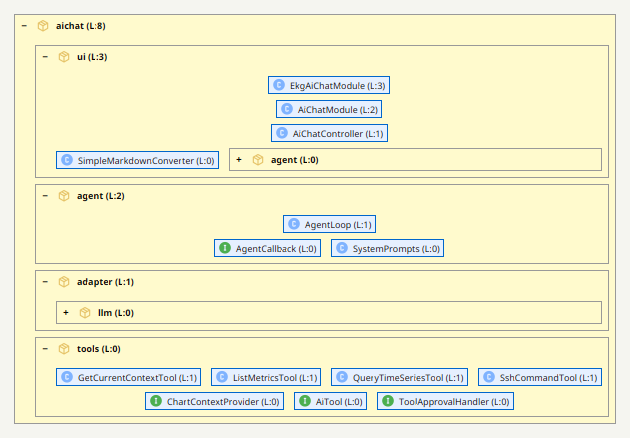 − aichat (L:8)
− ui (L:3)
C EkgAiChatModule (L:3)
C AiChatModule (L:2)
C AiChatController (L:1)
C SimpleMarkdownConverter (L:0) + agent (L:0)
− agent (L:2)
C AgentLoop (L:1)
I AgentCallback (L:0) C SystemPrompts (L:0)
− adapter (L:1)
+ llm (L:0)
− tools (L:0)
C GetCurrentContextTool (L:1) C ListMetricsTool (L:1) C QueryTimeSeriesTool (L:1) C SshCommandTool (L:1)
I ChartContextProvider (L:0) I AiTool (L:0) I ToolApprovalHandler (L:0)